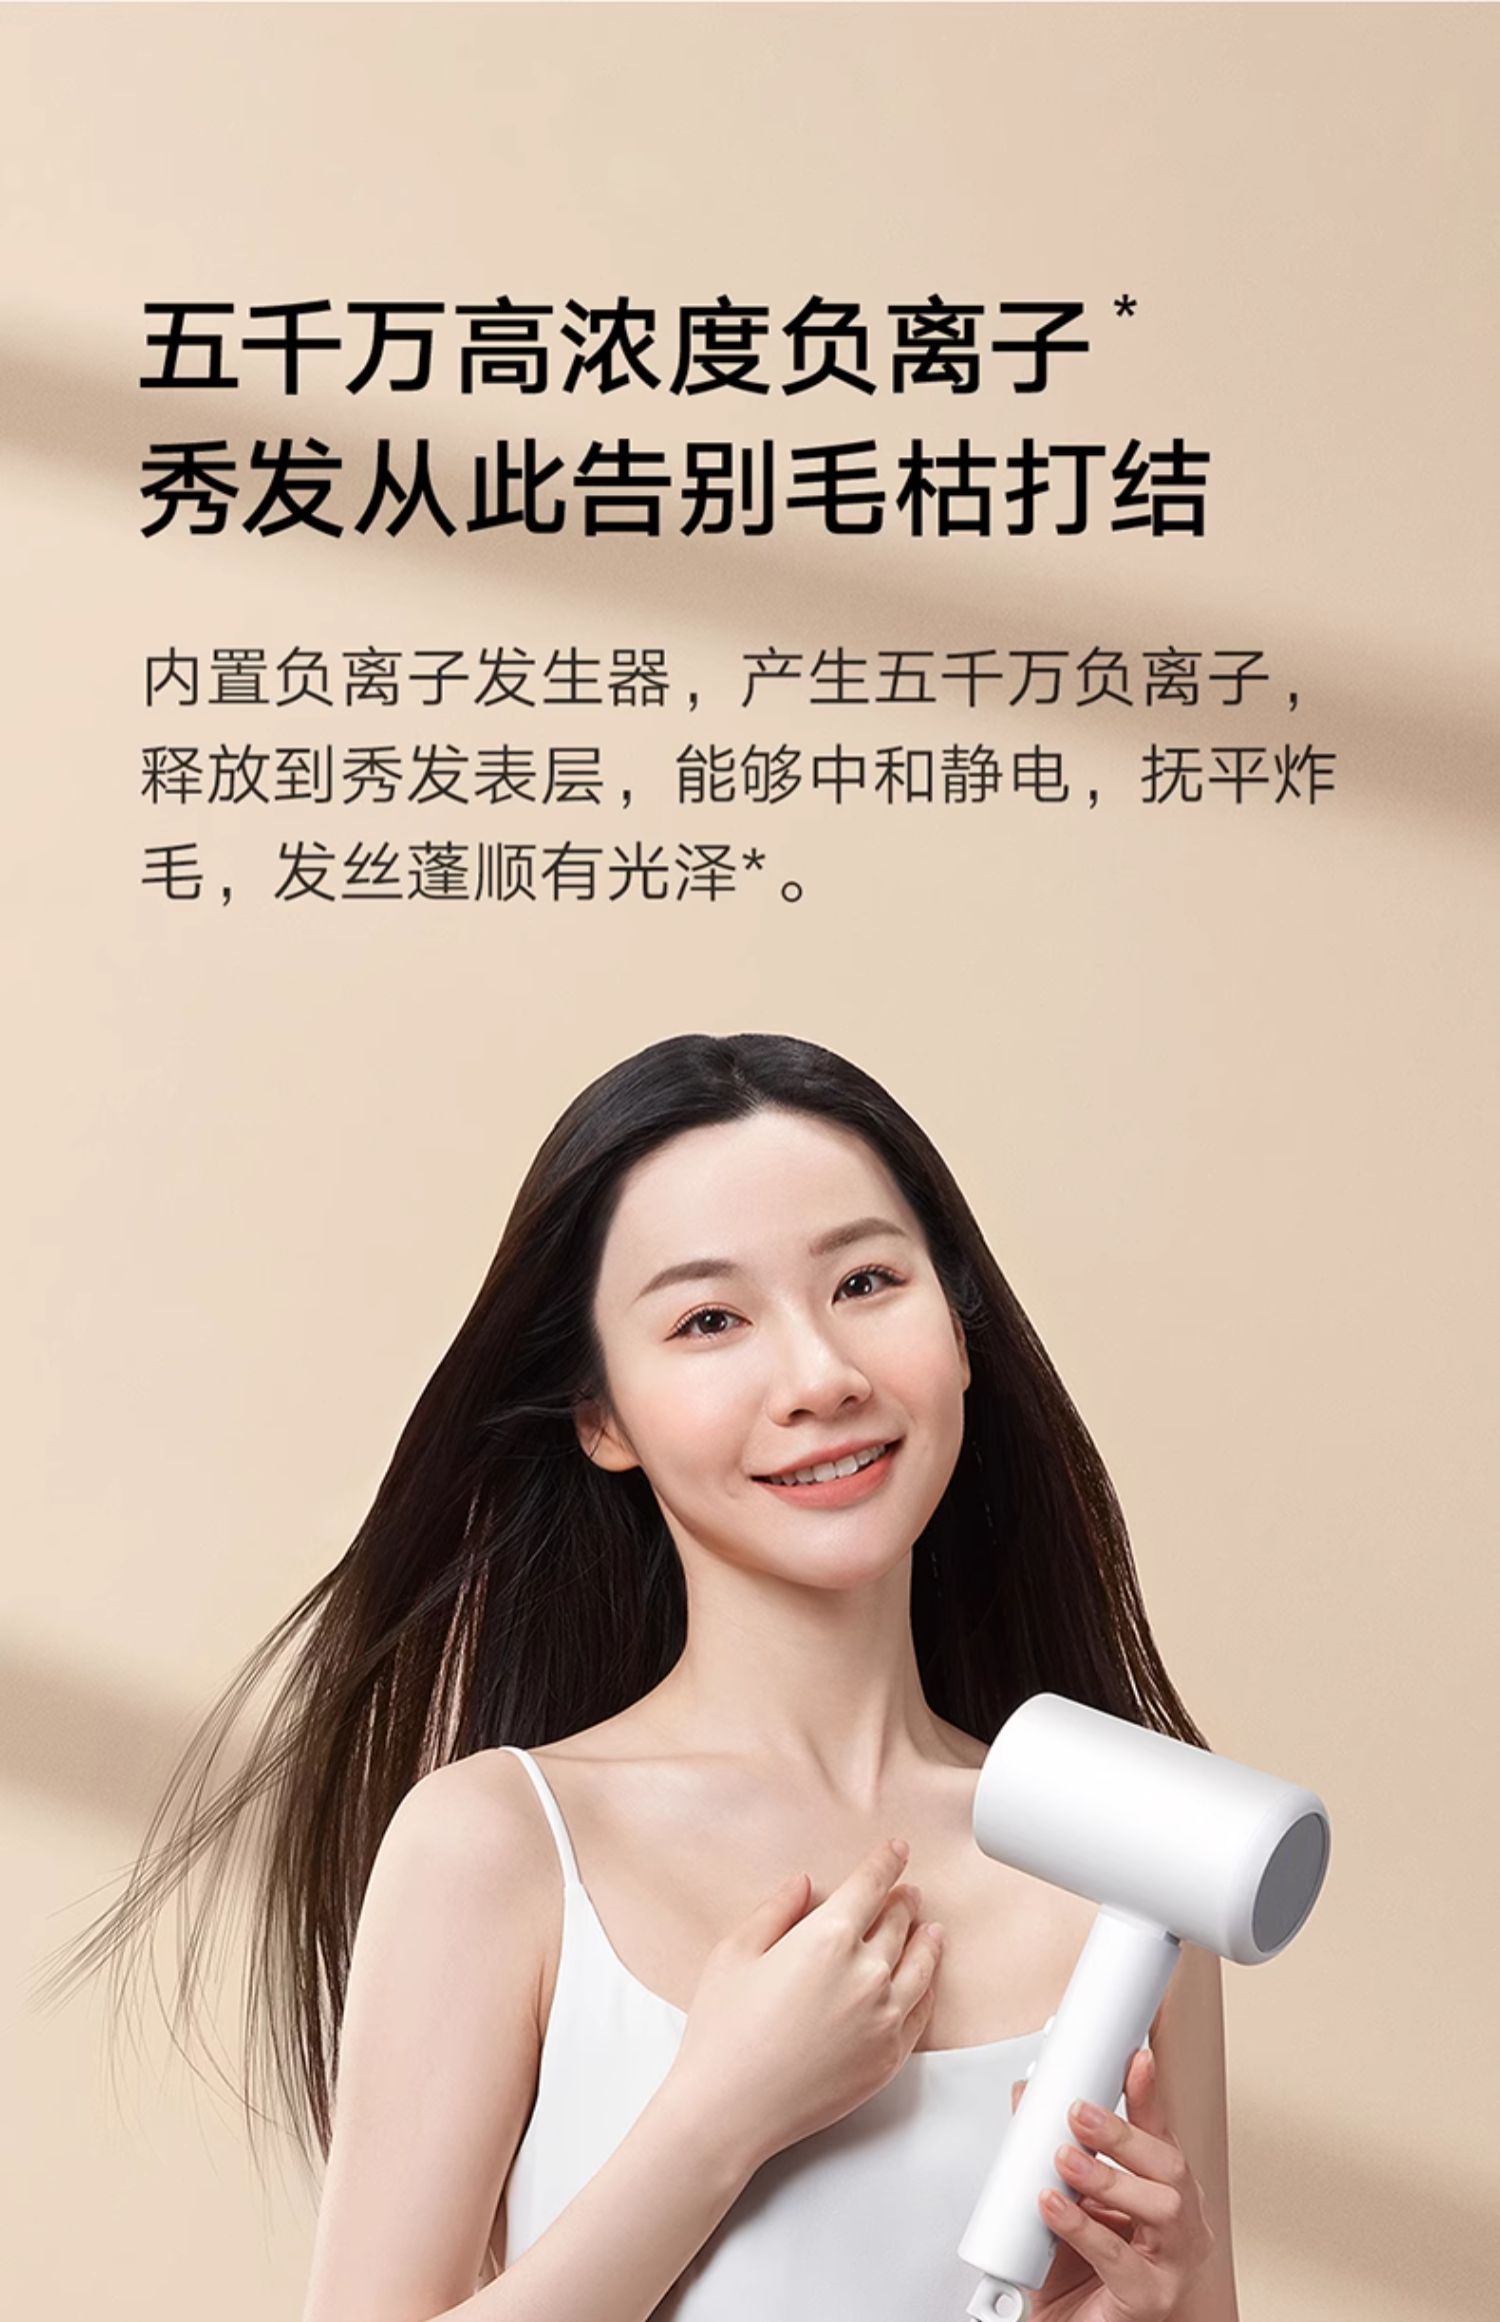 五千万高浓度负离子*
秀发从此告别毛枯打结
内置负离子发生器，产生五千万负离子，
释放到秀发表层，能够中和静电，抚平炸
毛，发丝蓬顺有光泽*。